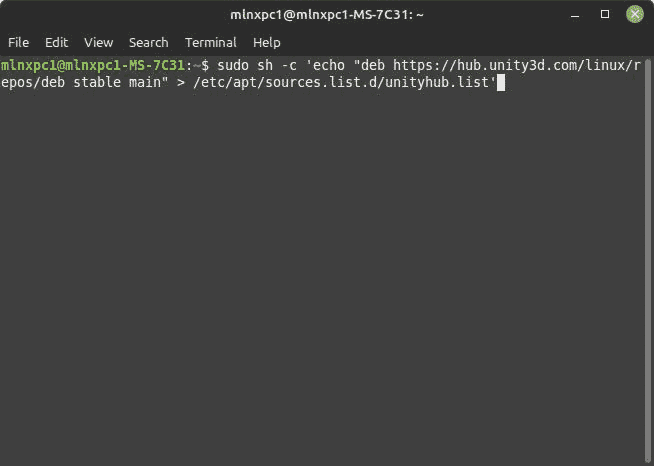 mlnxpc1@mlnxpc1-MS-7C31: ~
File Edit View Search Terminal Help
mlnxpc1@mlnxpc1-MS-7C31:~$ sudo sh -c 'echo "deb https://hub.unity3d.com/linux/r
epos/deb stable main" > /etc/apt/sources.list.d/unityhub.list'